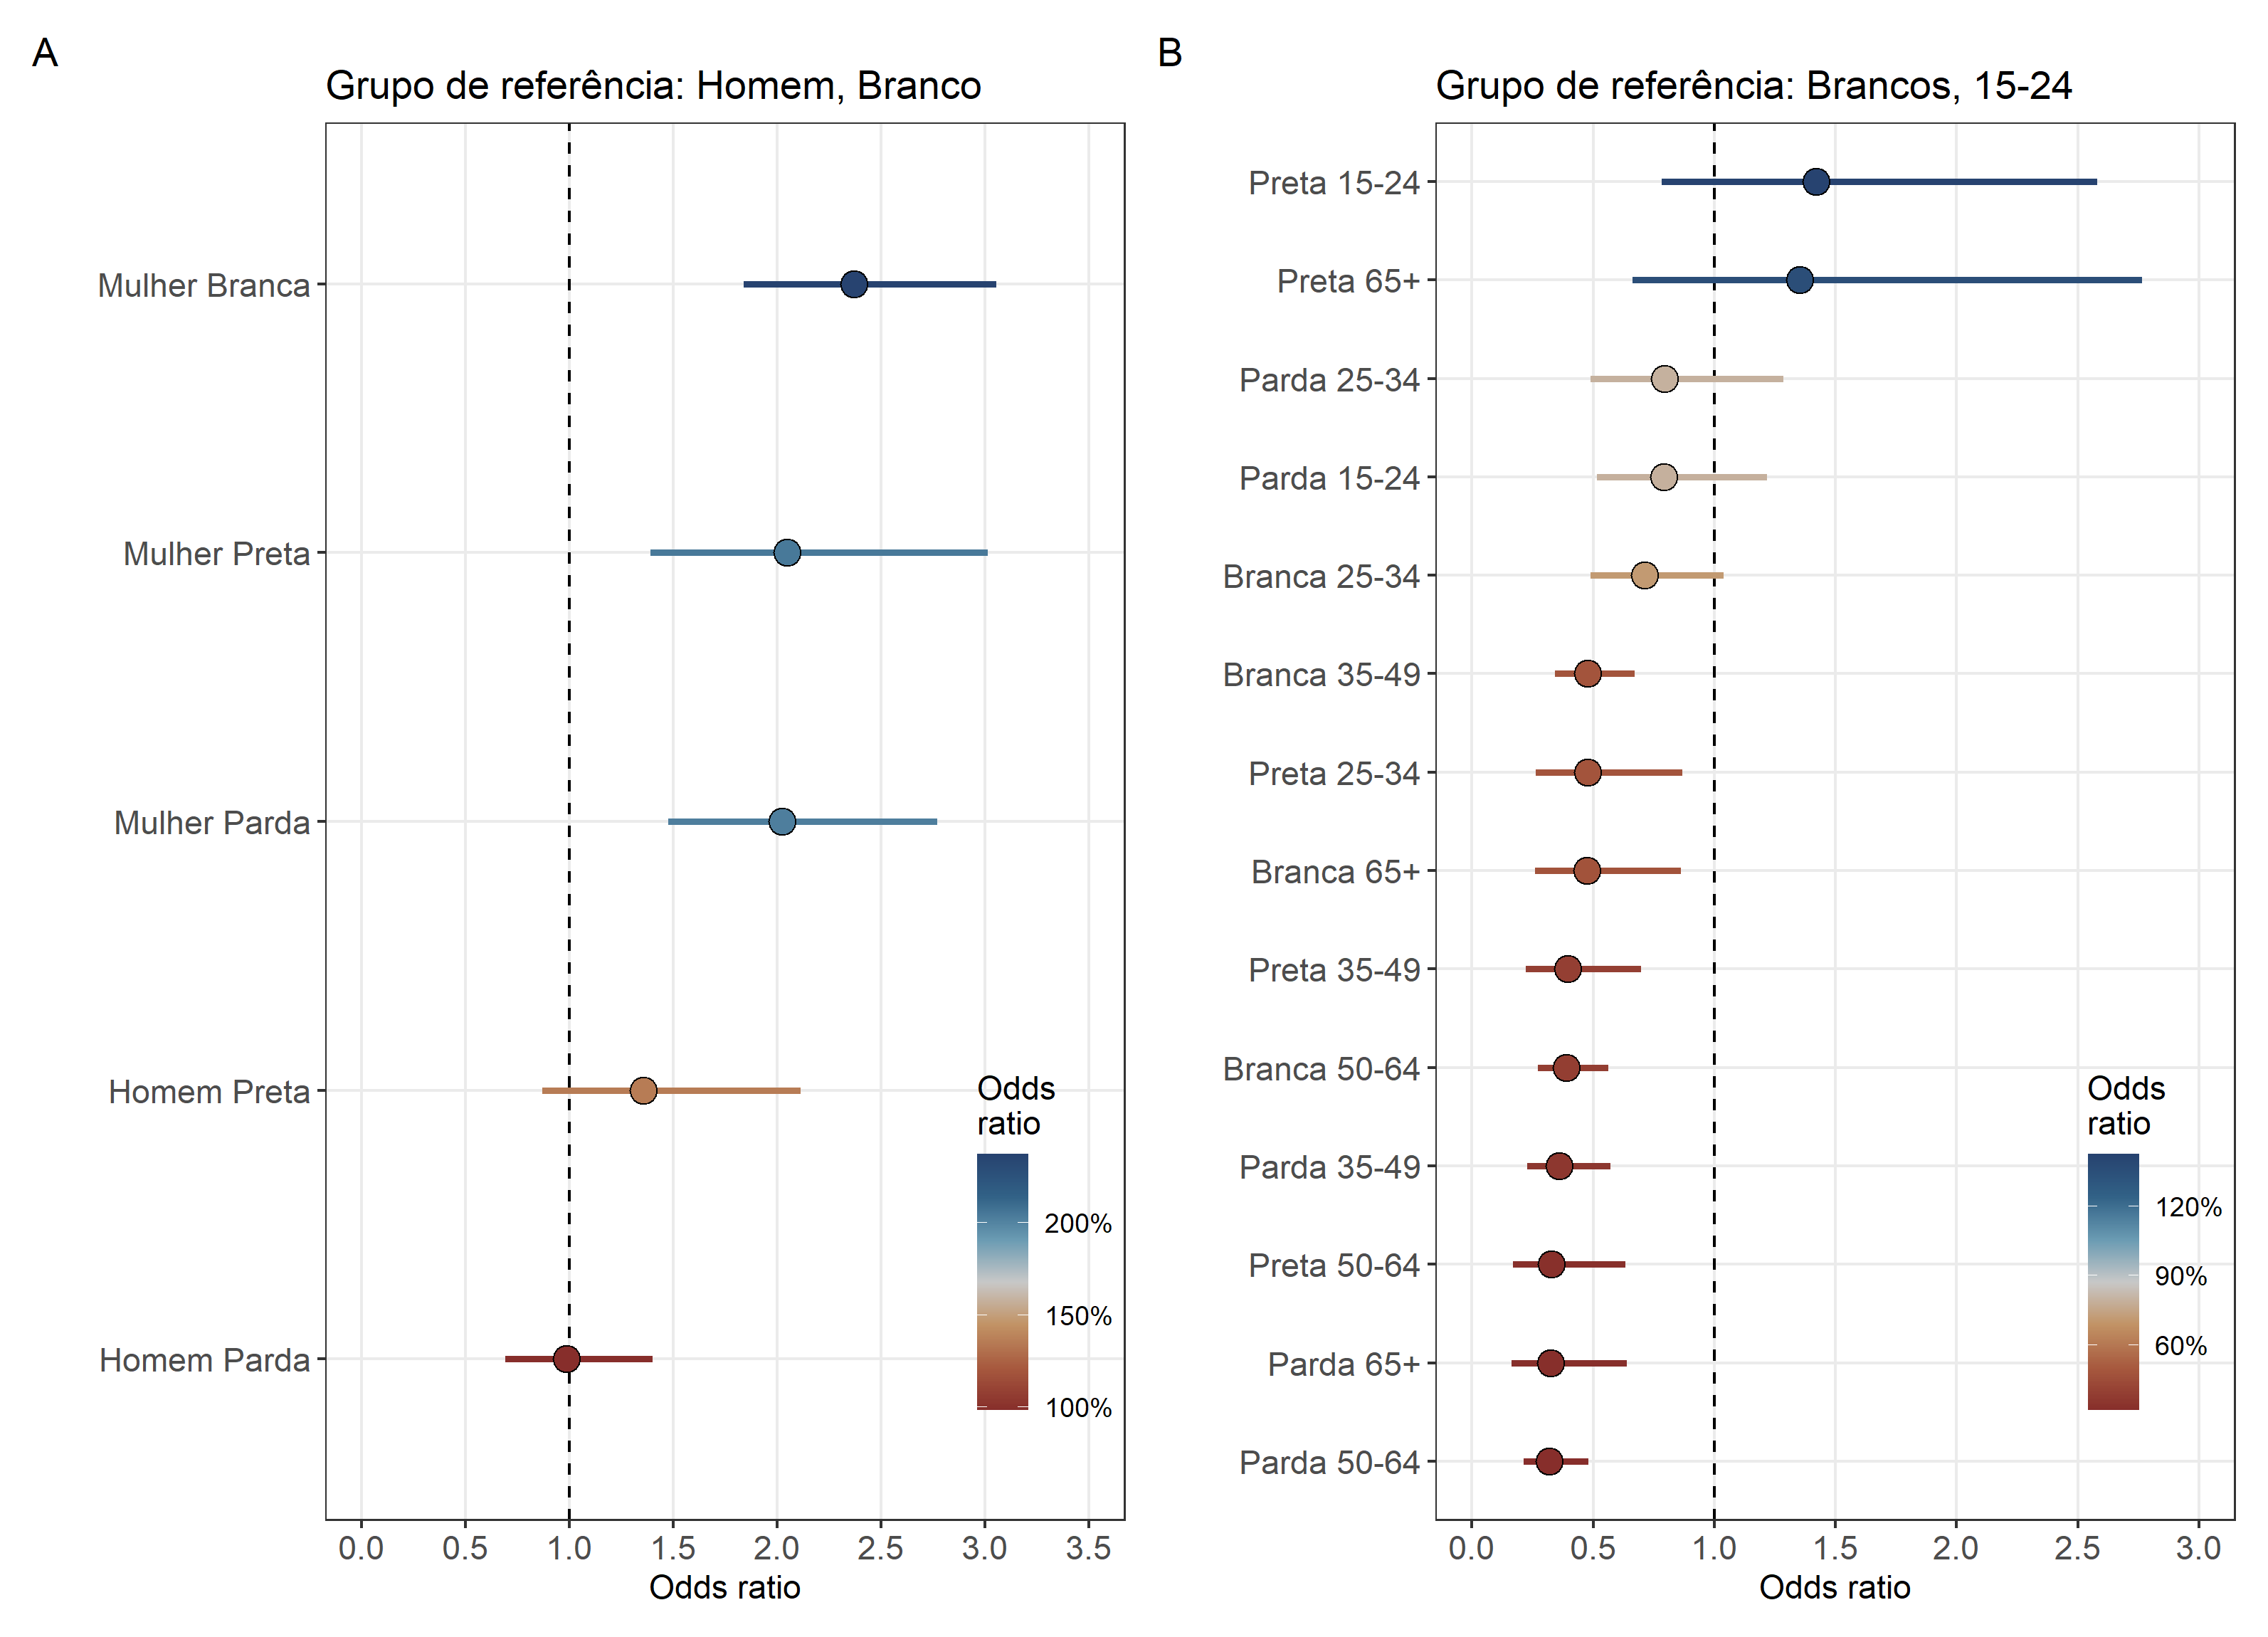 A
Grupo de referência: Homem, Branco
Mulher Branca
Mulher Preta
Mulher Parda
Homem Preta
Homem Parda
Odds
ratio
200%
150%
100%
0.0 0.5 1.0 1.5 2.0 2.5 3.0 3.5
Odds ratio
B
Grupo de referência: Brancos, 15-24
Preta 15-24
Preta 65+
Parda 25-34
Parda 15-24
Branca 25-34
Branca 35-49
Preta 25-34
Branca 65+
Preta 35-49
Branca 50-64
Parda 35-49
Preta 50-64
Parda 65+
Parda 50-64
Odds
ratio
120%
90%
60%
0.0 0.5 1.0 1.5 2.0 2.5 3.0
Odds ratio